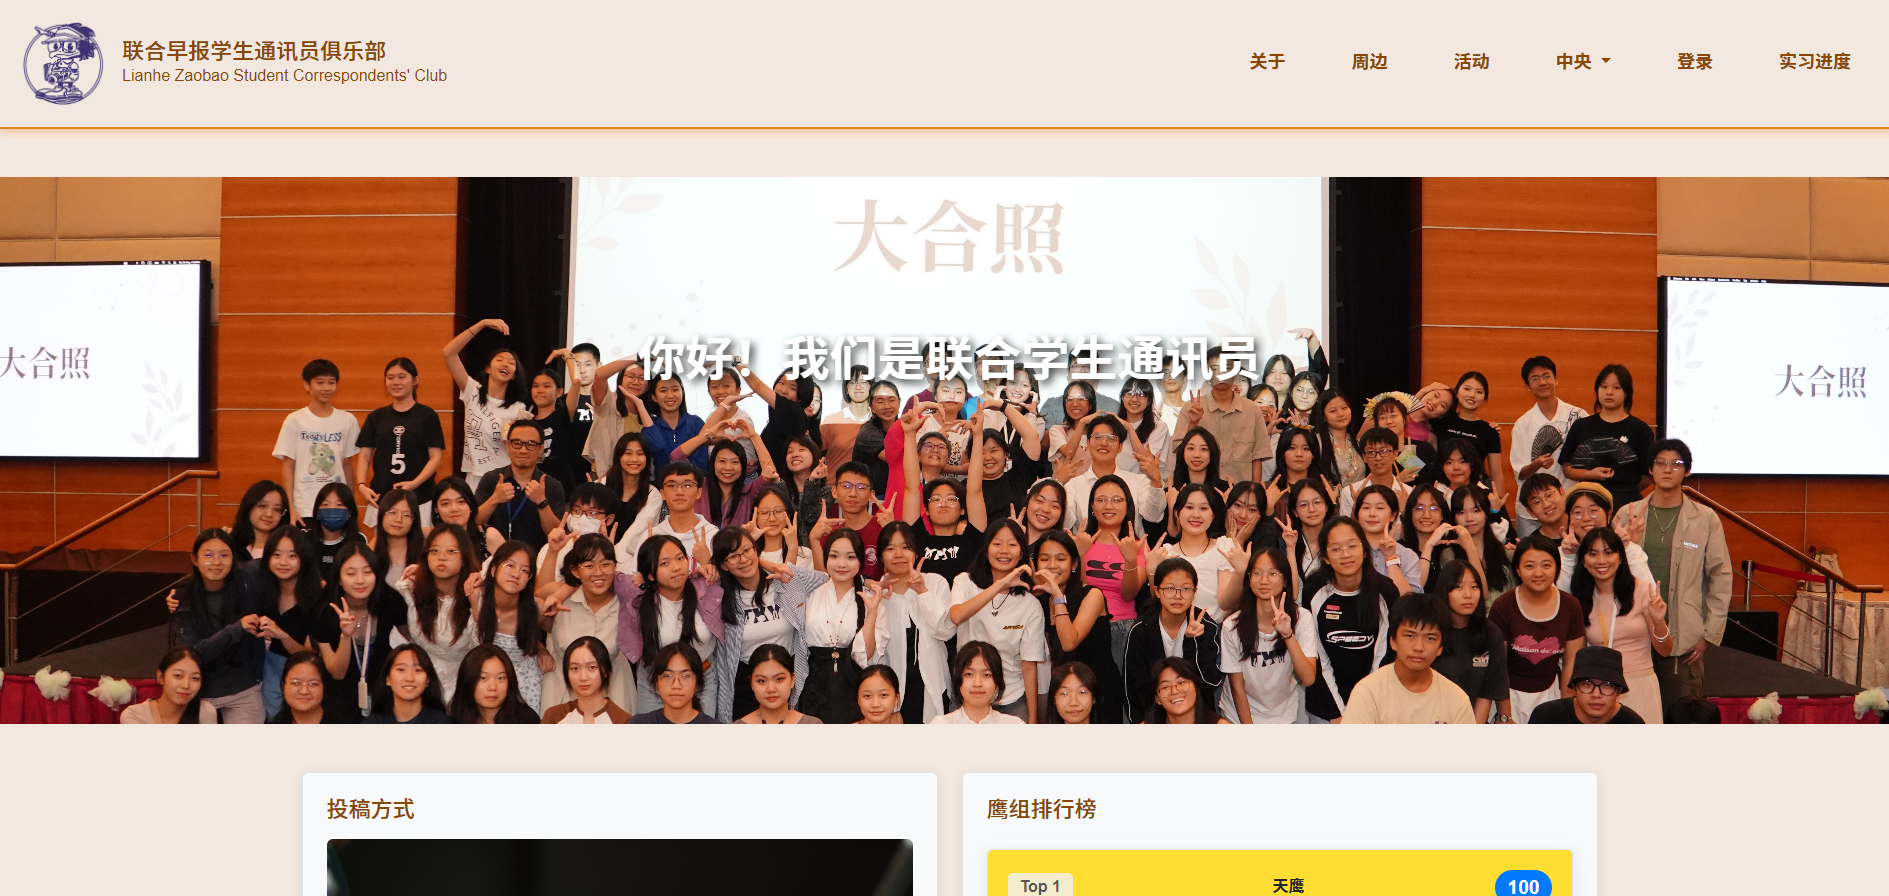 联合早报学生通讯员俱乐部
Lianhe Zaobao Student Correspondents' Club
关于
周边
活动
中央
登录
实习进度
大合照
大合照
大合照
你好！我们是联合学生通讯员
TeddyLESS
5
SPEEDY
投稿方式
鹰组排行榜
Top 1
天鹰
100